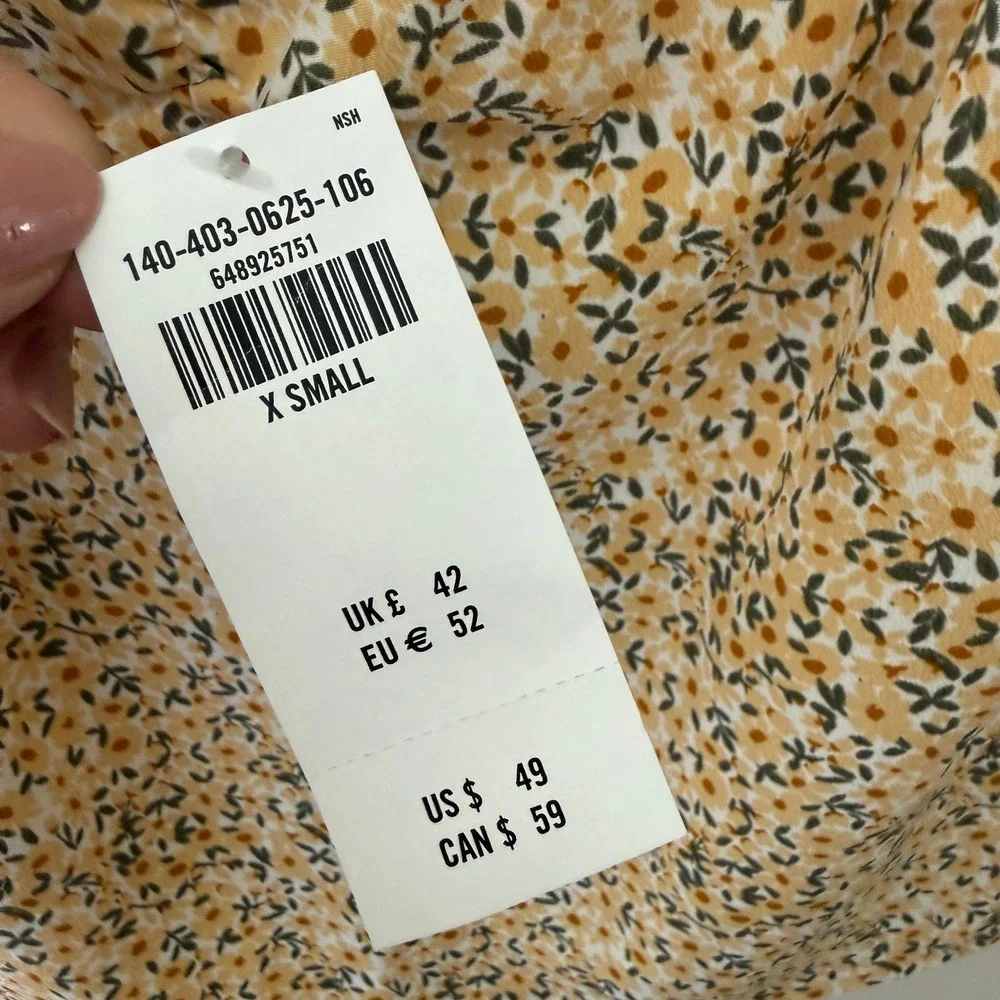 NSH
140-403-0625-106
648925751
X SMALL
UK £ 42
EU € 52
US $ 49
CAN $ 59